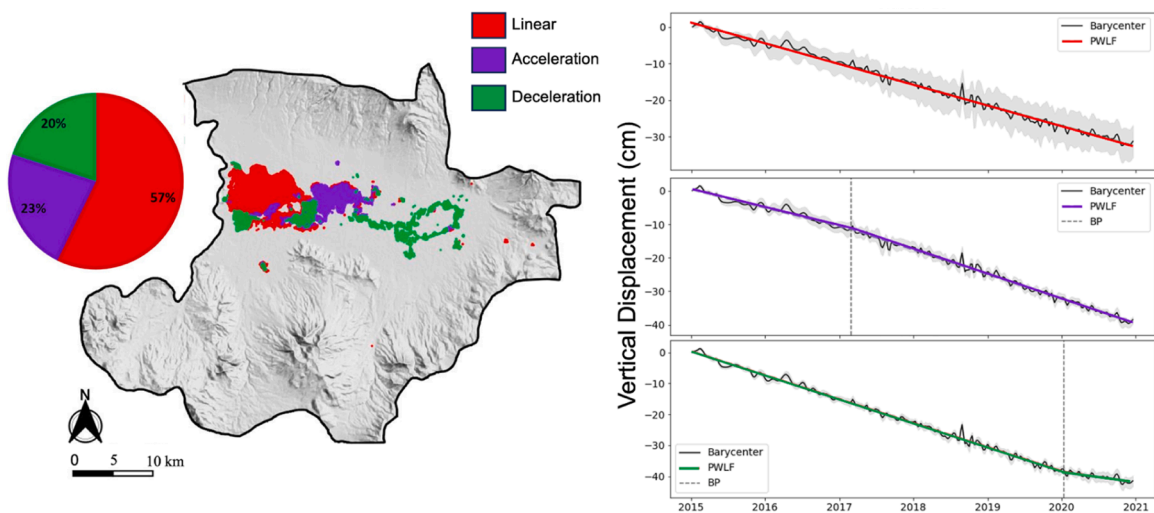 Linear
Acceleration
Deceleration
20%
23%
57%
N
0 5 10 km
Vertical Displacement (cm)
0
−10
−20
−30
Barycenter
PWLF
0
−10
−20
−30
−40
Barycenter
PWLF
BP
0
−10
−20
−30
−40
Barycenter
PWLF
BP
2015 2016 2017 2018 2019 2020 2021